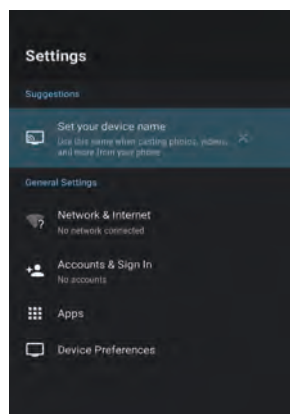 Settings
Suggestions
Set your device name
Use this name when casting photos, videos,
and more from your phone
General Settings
Network & Internet
No network connected
Accounts & Sign In
No accounts
Apps
Device Preferences